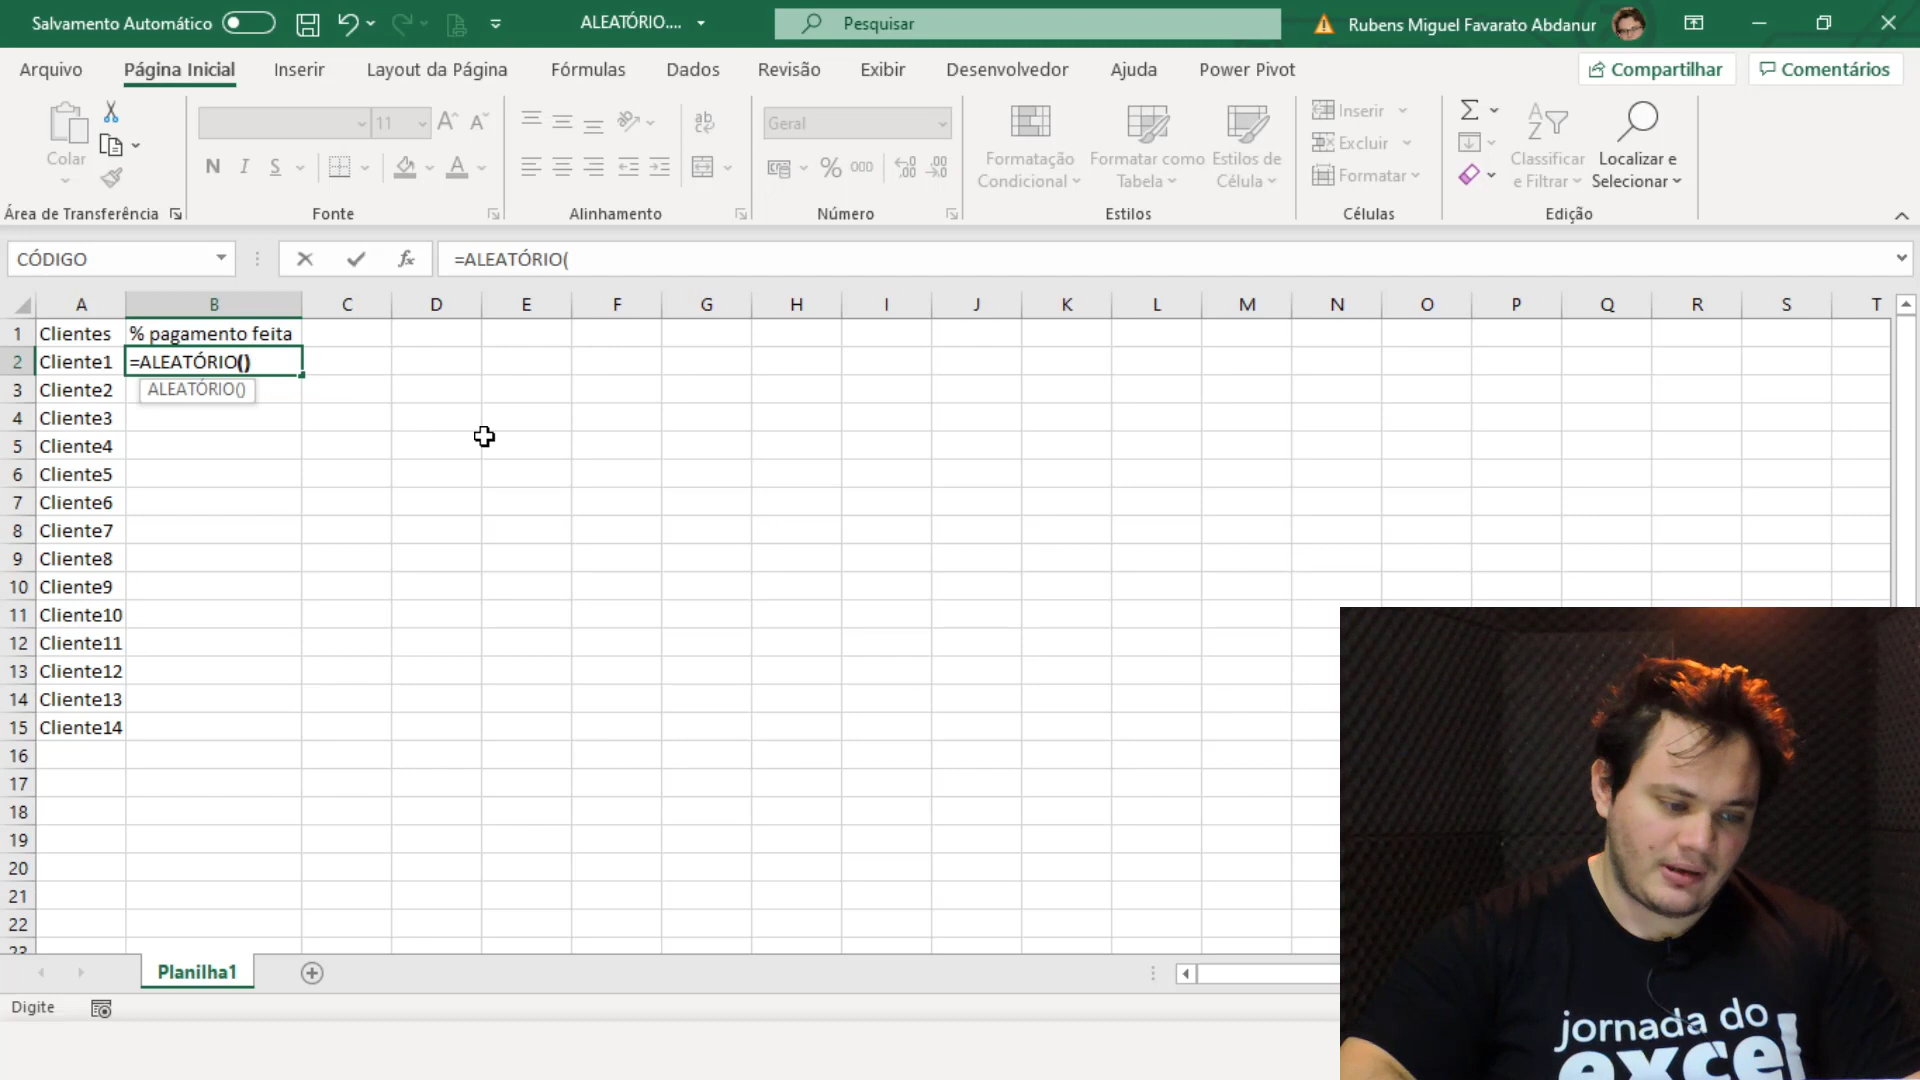 Salvamento Automático
ALEATÓRIO....
Pesquisar
Rubens Miguel Favarato Abdanur
Arquivo Página Inicial Inserir Layout da Página Fórmulas Dados Revisão Exibir Desenvolvedor Ajuda Power Pivot Compartilhar Comentários
Colar
11
N I S
Geral
% 000
Formatação Condicional
Formatar como Tabela
Estilos de Célula
Inserir
Excluir
Formatar
Classificar e Filtrar
Localizar e Selecionar
Área de Transferência Fonte Alinhamento Número Estilos Células Edição
CÓDIGO fx =ALEATÓRIO(
A B C D E F G H I J K L M N O P Q R S T
1 Clientes % pagamento feita
2 Cliente1 =ALEATÓRIO()
3 Cliente2 ALEATÓRIO()
4 Cliente3
5 Cliente4
6 Cliente5
7 Cliente6
8 Cliente7
9 Cliente8
10 Cliente9
11 Cliente10
12 Cliente11
13 Cliente12
14 Cliente13
15 Cliente14
16
17
18
19
20
21
22
23
Planilha1
Digite
jornada do
excel